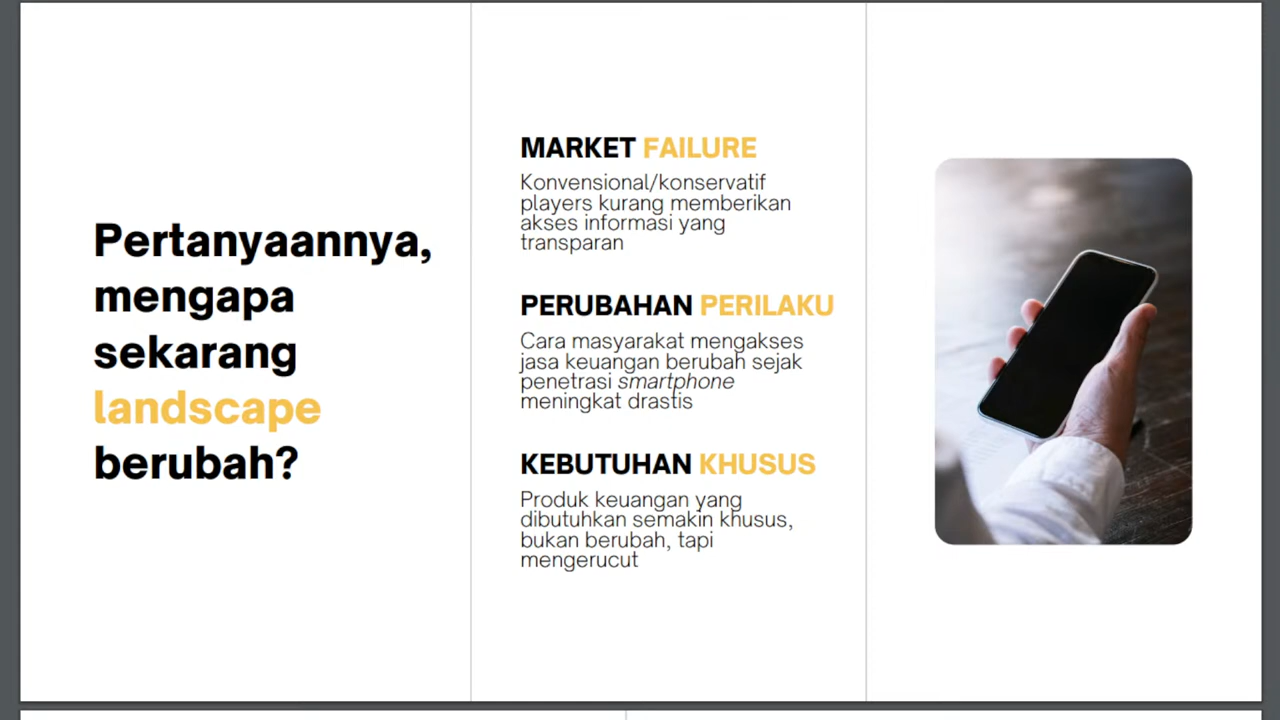 Pertanyaannya,
mengapa
sekarang
landscape
berubah?
MARKET FAILURE
Konvensional/konservatif
players kurang memberikan
akses informasi yang
transparan
PERUBAHAN PERILAKU
Cara masyarakat mengakses
jasa keuangan berubah sejak
penetrasi smartphone
meningkat drastis
KEBUTUHAN KHUSUS
Produk keuangan yang
dibutuhkan semakin khusus,
bukan berubah, tapi
mengerucut